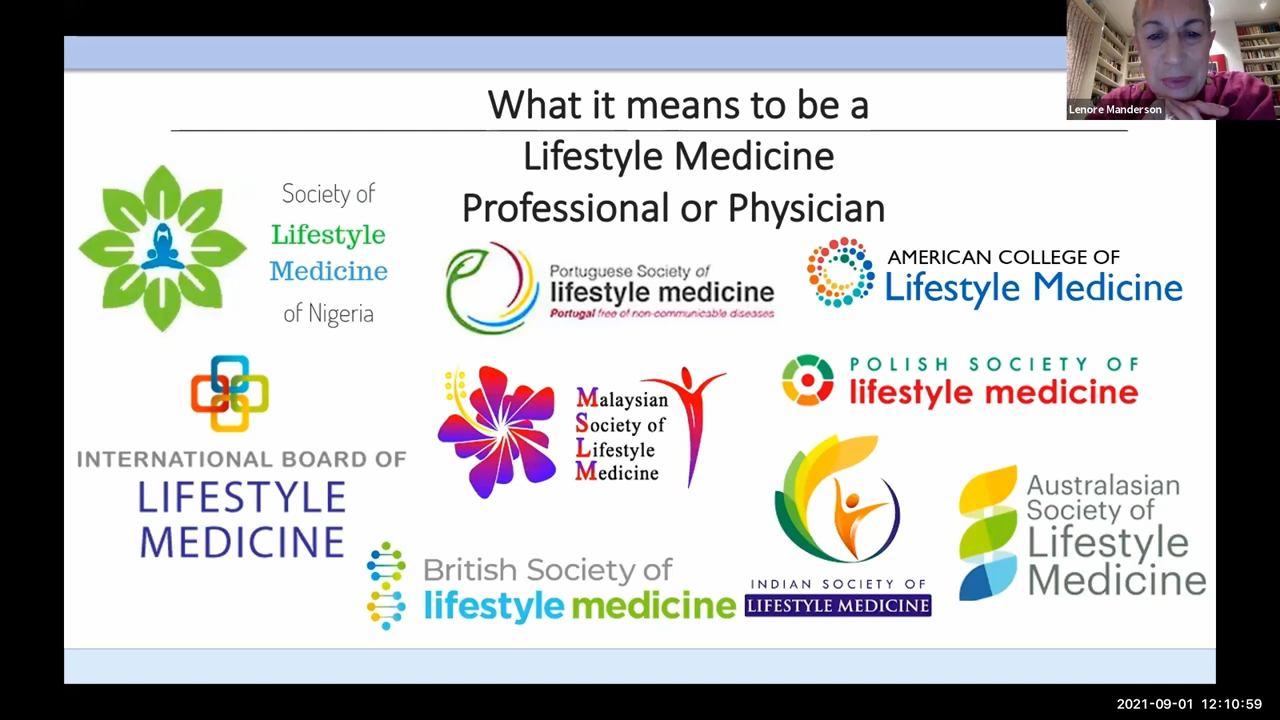 Lenore Manderson
What it means to be a
Lifestyle Medicine
Professional or Physician
Society of
Lifestyle
Medicine
of Nigeria
Portuguese Society of
lifestyle medicine
Portugal free of non-communicable diseases
AMERICAN COLLEGE OF
Lifestyle Medicine
INTERNATIONAL BOARD OF
LIFESTYLE
MEDICINE
Malaysian
Society of
Lifestyle
Medicine
POLISH SOCIETY OF
lifestyle medicine
British Society of
lifestyle medicine
INDIAN SOCIETY OF
LIFESTYLE MEDICINE
Australasian
Society of
Lifestyle
Medicine
2021-09-01 12:10:59